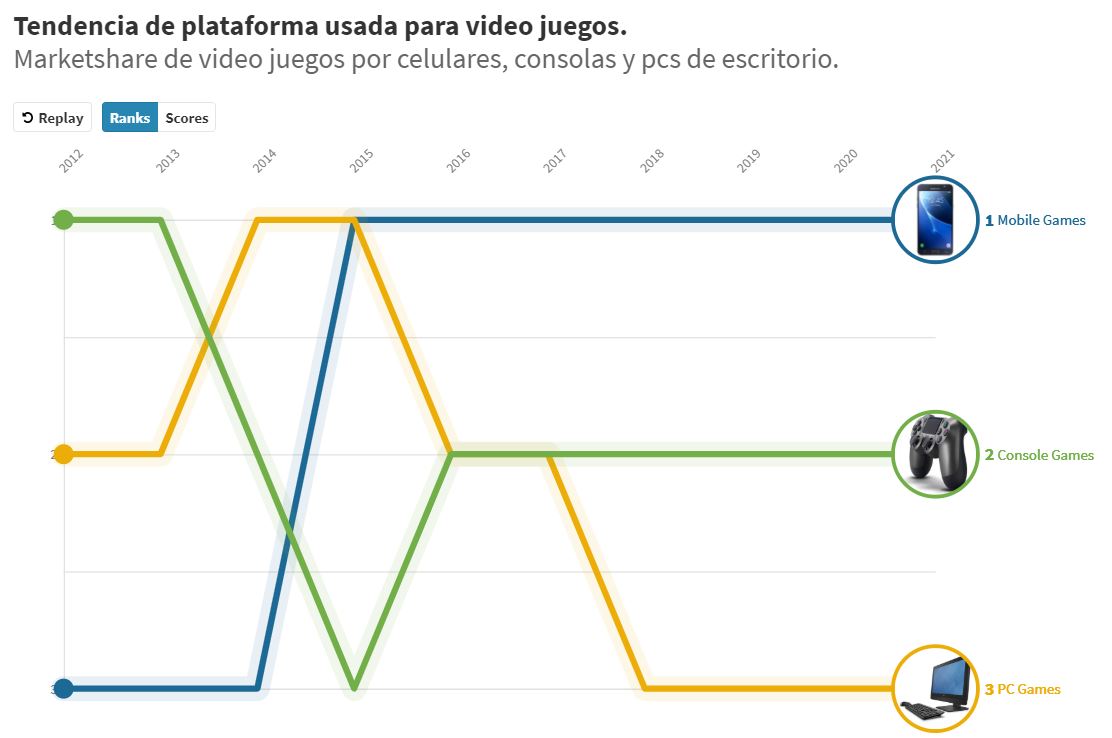 Tendencia de plataforma usada para video juegos.
Marketshare de video juegos por celulares, consolas y pcs de escritorio.
Replay Ranks Scores
2012 2013 2014 2015 2016 2017 2018 2019 2020 2021
1
1 Mobile Games
2
2 Console Games
3
3 PC Games